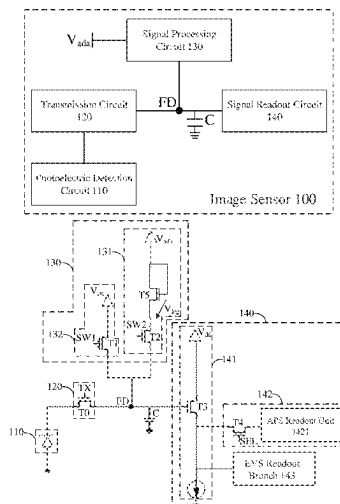 Signal Processing
Circuit 130
Transmission Circuit
120
FD
C
Signal Readout Circuit
140
Photoelectric Detection
Circuit 110
Image Sensor 100
130
131
132
T5
SW1
T1
SW2
T2
140
141
142
120
TX
T0
FD
C
T3
T4
SEL
APS Readout Unit
1421
110
EVS Readout
Branch 143